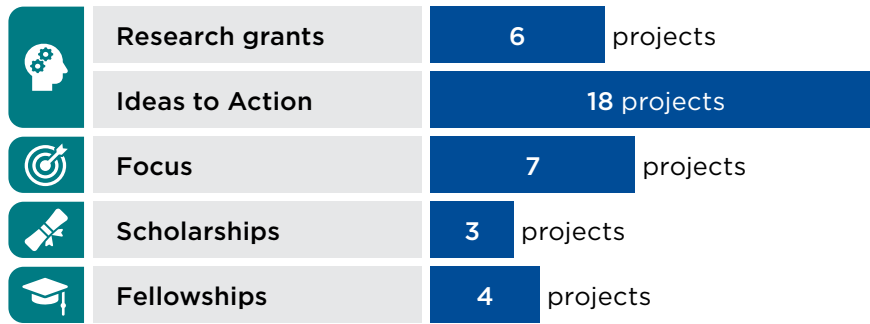 Research grants 6 projects
Ideas to Action 18 projects
Focus 7 projects
Scholarships 3 projects
Fellowships 4 projects